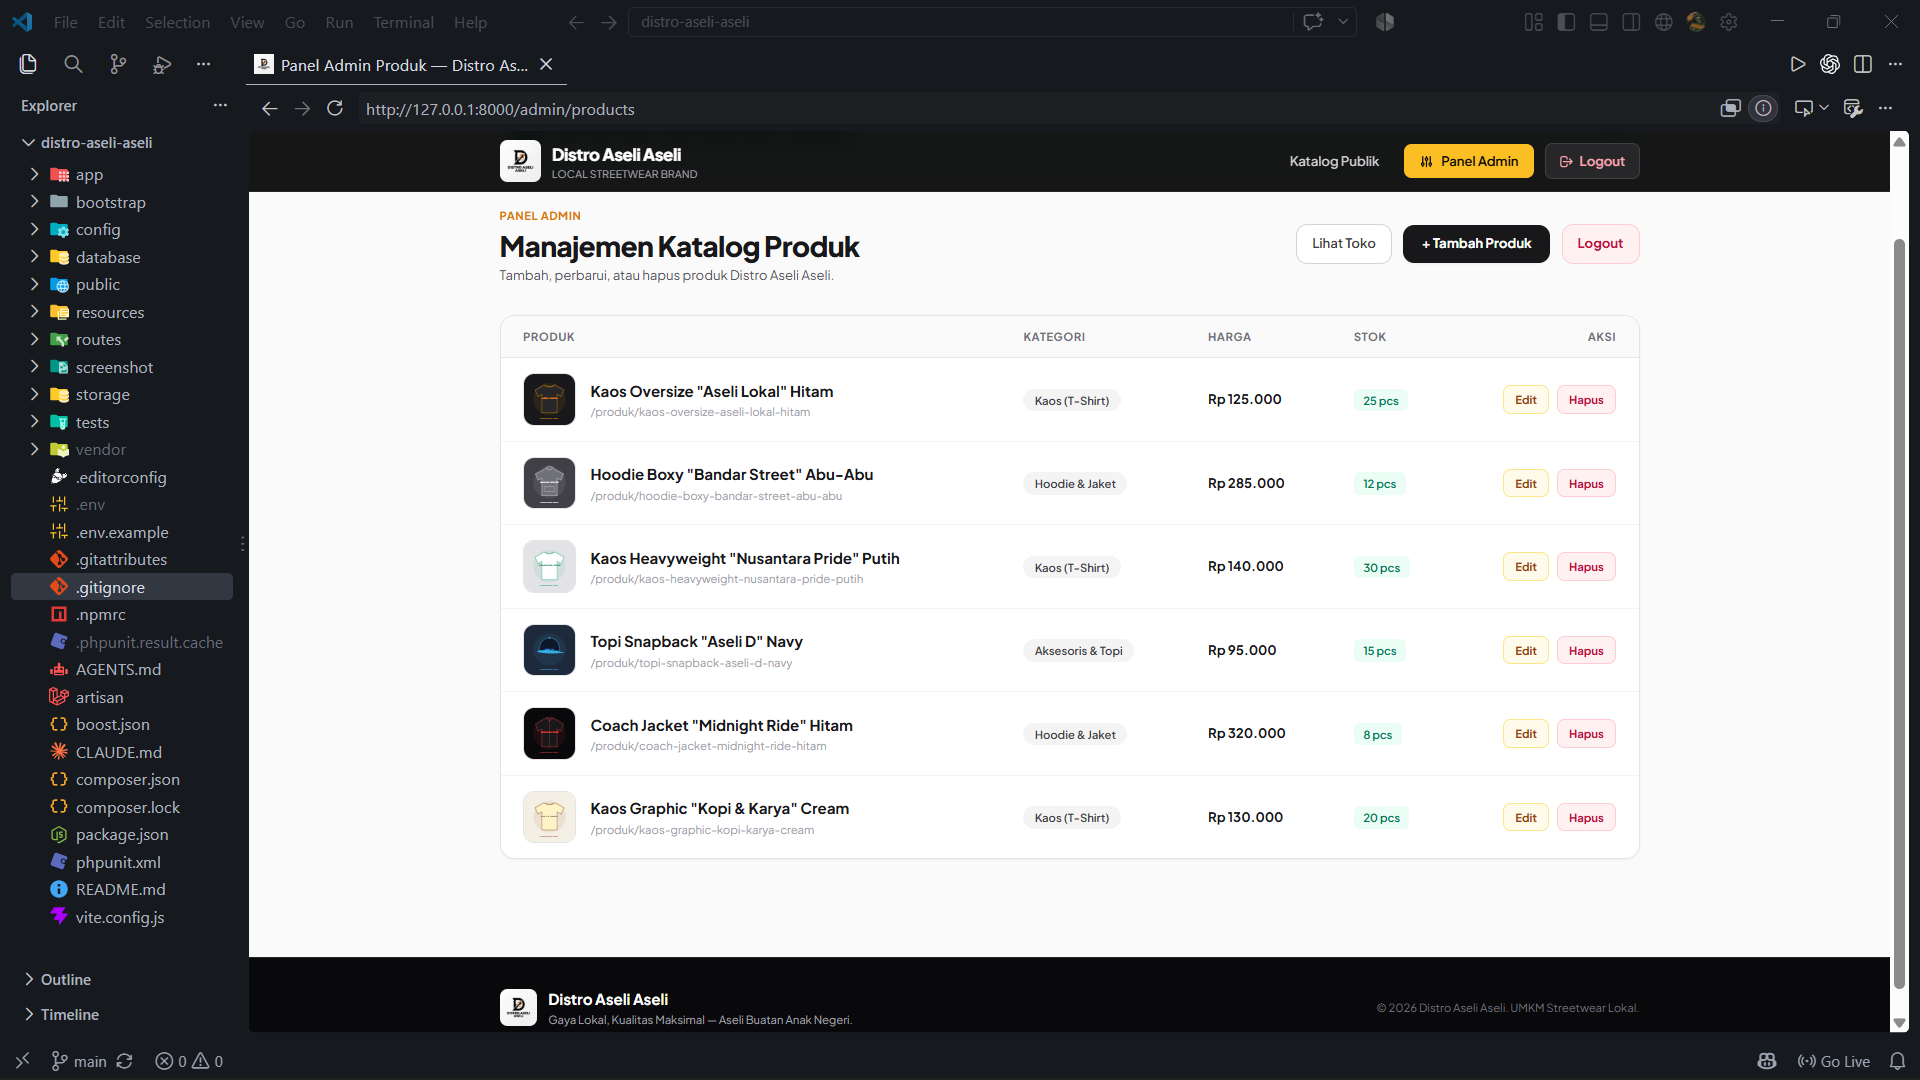 File Edit Selection View Go Run Terminal Help
distro-aseli-aseli
Panel Admin Produk — Distro As...
Explorer
http://127.0.0.1:8000/admin/products
distro-aseli-aseli
app
bootstrap
config
database
public
resources
routes
screenshot
storage
tests
vendor
.editorconfig
.env
.env.example
.gitattributes
.gitignore
.npmrc
.phpunit.result.cache
AGENTS.md
artisan
boost.json
CLAUDE.md
composer.json
composer.lock
package.json
phpunit.xml
README.md
vite.config.js
Outline
Timeline
Distro Aseli Aseli
LOCAL STREETWEAR BRAND
Katalog Publik
Panel Admin
Logout
PANEL ADMIN
Manajemen Katalog Produk
Tambah, perbarui, atau hapus produk Distro Aseli Aseli.
Lihat Toko
+ Tambah Produk
Logout
PRODUK KATEGORI HARGA STOK AKSI
Kaos Oversize "Aseli Lokal" Hitam
/produk/kaos-oversize-aseli-lokal-hitam
Kaos (T-Shirt) Rp 125.000 25 pcs Edit Hapus
Hoodie Boxy "Bandar Street" Abu-Abu
/produk/hoodie-boxy-bandar-street-abu-abu
Hoodie & Jaket Rp 285.000 12 pcs Edit Hapus
Kaos Heavyweight "Nusantara Pride" Putih
/produk/kaos-heavyweight-nusantara-pride-putih
Kaos (T-Shirt) Rp 140.000 30 pcs Edit Hapus
Topi Snapback "Aseli D" Navy
/produk/topi-snapback-aseli-d-navy
Aksesoris & Topi Rp 95.000 15 pcs Edit Hapus
Coach Jacket "Midnight Ride" Hitam
/produk/coach-jacket-midnight-ride-hitam
Hoodie & Jaket Rp 320.000 8 pcs Edit Hapus
Kaos Graphic "Kopi & Karya" Cream
/produk/kaos-graphic-kopi-karya-cream
Kaos (T-Shirt) Rp 130.000 20 pcs Edit Hapus
Distro Aseli Aseli
Gaya Lokal, Kualitas Maksimal — Aseli Buatan Anak Negeri.
© 2026 Distro Aseli Aseli. UMKM Streetwear Lokal.
main 0 0 Go Live